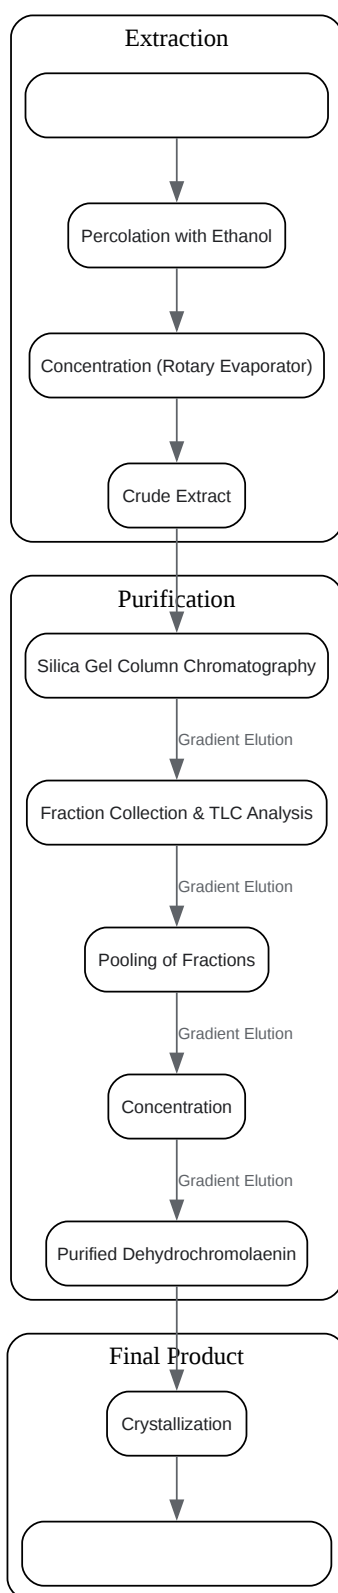 Extraction
Percolation with Ethanol
Concentration (Rotary Evaporator)
Crude Extract
Purification
Silica Gel Column Chromatography
Gradient Elution
Fraction Collection & TLC Analysis
Gradient Elution
Pooling of Fractions
Gradient Elution
Concentration
Gradient Elution
Purified Dehydrochromolaenin
Final Product
Crystallization